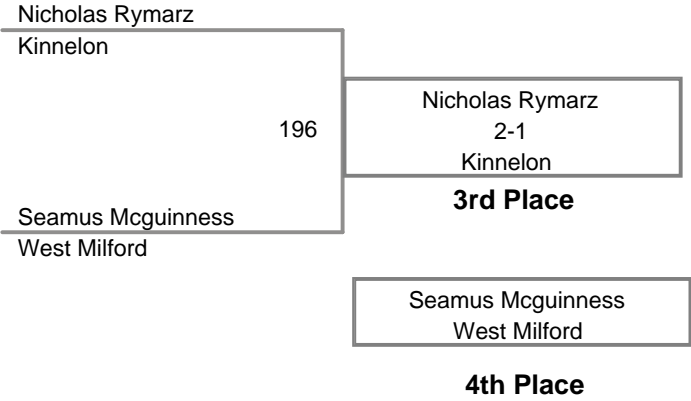 Nicholas Rymarz
Kinnelon
196
Nicholas Rymarz
2-1
Kinnelon
3rd Place
Seamus Mcguinness
West Milford
Seamus Mcguinness
West Milford
4th Place